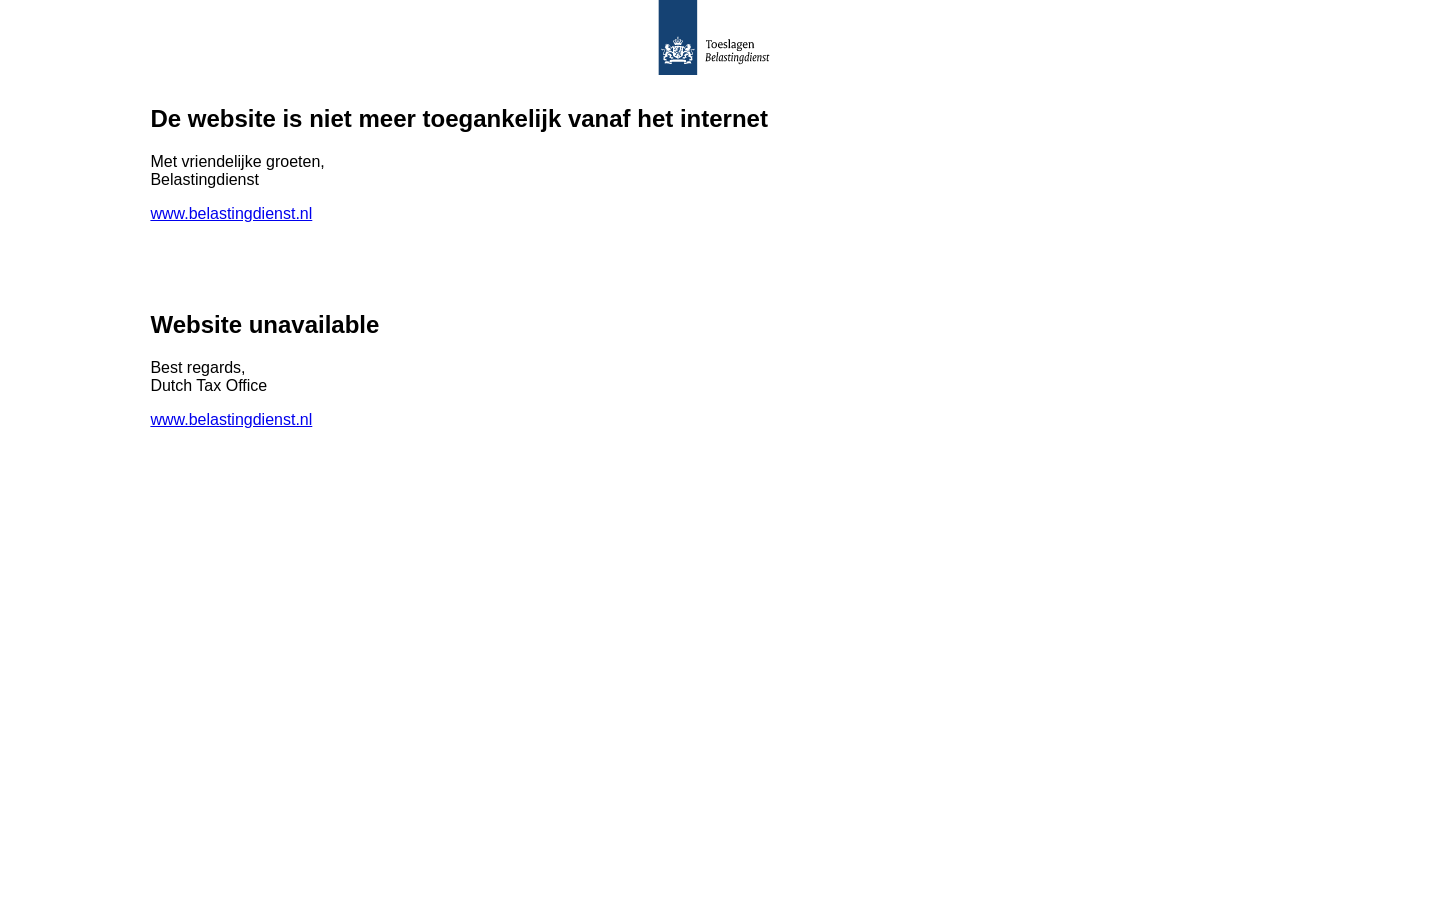 Toeslagen
Belastingdienst
De website is niet meer toegankelijk vanaf het internet
Met vriendelijke groeten,
Belastingdienst
www.belastingdienst.nl
Website unavailable
Best regards,
Dutch Tax Office
www.belastingdienst.nl